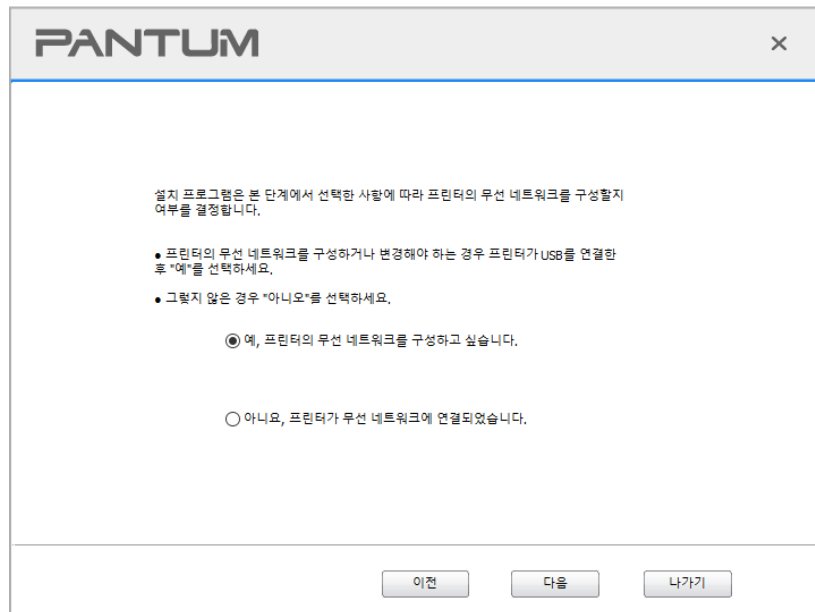 PANTUM
설치 프로그램은 본 단계에서 선택한 사항에 따라 프린터의 무선 네트워크를 구성할지
여부를 결정합니다.
● 프린터의 무선 네트워크를 구성하거나 변경해야 하는 경우 프린터가 USB를 연결한
후 "예"를 선택하세요.
● 그렇지 않은 경우 "아니오"를 선택하세요.
예, 프린터의 무선 네트워크를 구성하고 싶습니다.
아니요, 프린터가 무선 네트워크에 연결되었습니다.
이전 다음 나가기